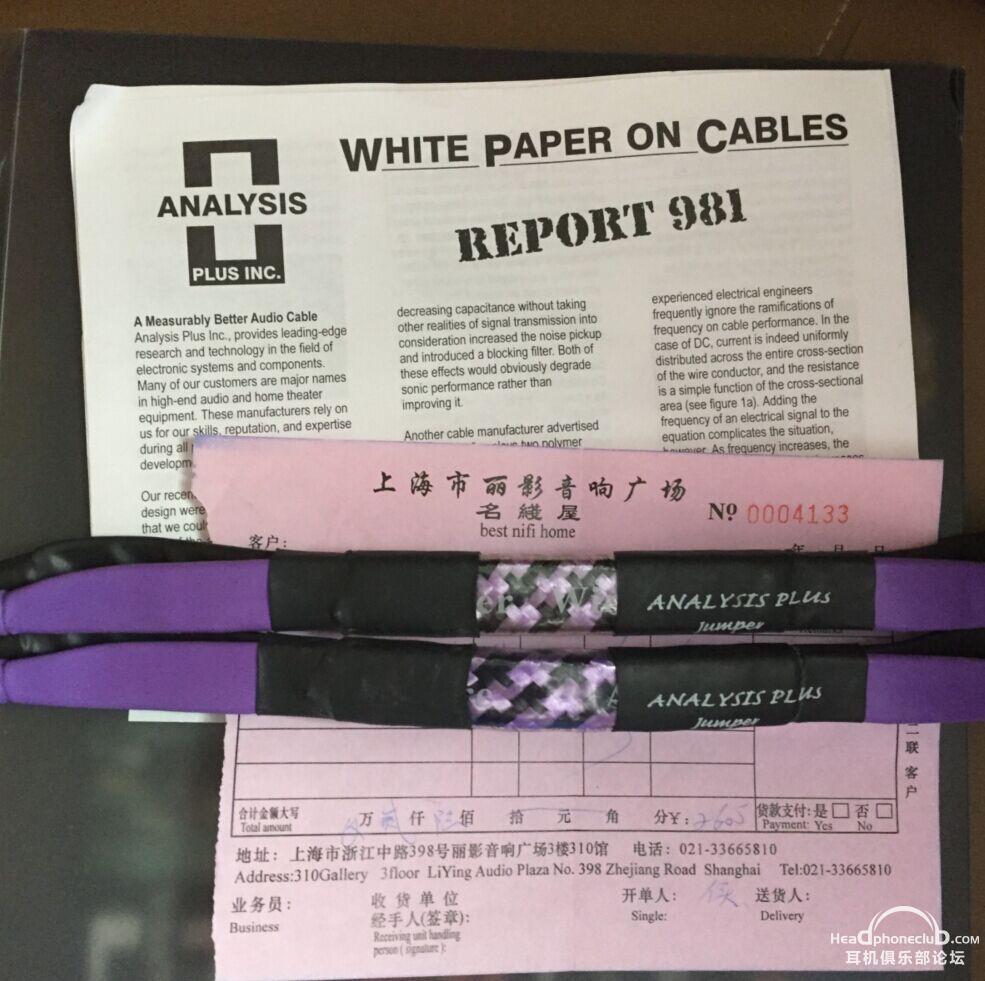 WHITE PAPER ON CABLES
REPORT 981
ANALYSIS
PLUS INC.
A Measurably Better Audio Cable
Analysis Plus Inc., provides leading-edge
research and technology in the field of
electronic systems and components.
Many of our customers are major names
in high-end audio and home theater
equipment. These manufacturers rely on
us for our skills, reputation, and expertise
during all
developm
Our recen
design were
that we coul
decreasing capacitance without taking
other realities of signal transmission into
consideration increased the noise pickup
and introduced a blocking filter. Both of
these effects would obviously degrade
sonic performance rather than
improving it.
Another cable manufacturer advertised
two polymer
experienced electrical engineers
frequently ignore the ramifications of
frequency on cable performance. In the
case of DC, current is indeed uniformly
distributed across the entire cross-section
of the wire conductor, and the resistance
is a simple function of the cross-sectional
area (see figure 1a). Adding the
frequency of an electrical signal to the
equation complicates the situation,
however. As frequency increases, the
上海市丽影音响广场
名綫屋
best nifi home
№ 0004133
客户:
年 月 日
ANALYSIS PLUS
Jumper
ANALYSIS PLUS
Jumper
二联 客户
合计金额大写
Total amount
万 仟 佰 拾 元 角 分¥: 2605
货款支付: 是 □ 否 □
Payment: Yes No
地址: 上海市浙江中路398号丽影音响广场3楼310馆 电话: 021-33665810
Address:310Gallery 3floor LiYing Audio Plaza No. 398 Zhejiang Road Shanghai Tel:021-33665810
业务员:
Business
收货单位
经手人(签章):
Receiving unit handling
person ( signature ):
开单人:
Single:
送货人:
Delivery
HeadphoneclubD.com
耳机俱乐部论坛